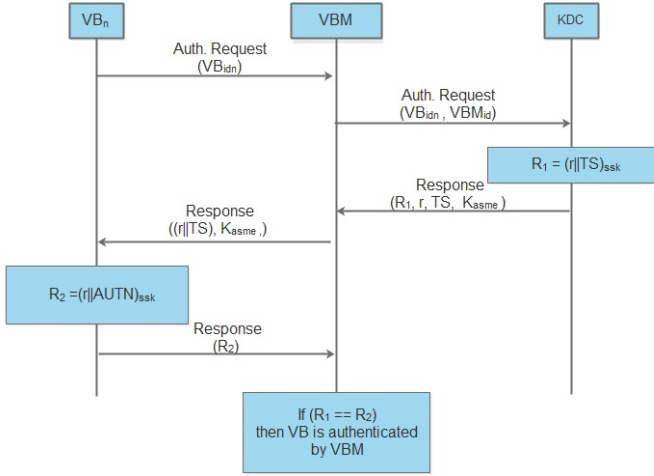 VBn
VBM
KDC
Auth. Request
(VBidn)
Auth. Request
(VBidn , VBMid)
R1 = (r||TS)ssk
Response
(R1, r, TS, Kasme )
Response
((r||TS), Kasme ,)
R2 =(r||AUTN)ssk
Response
(R2)
If (R1 == R2)
then VB is authenticated
by VBM